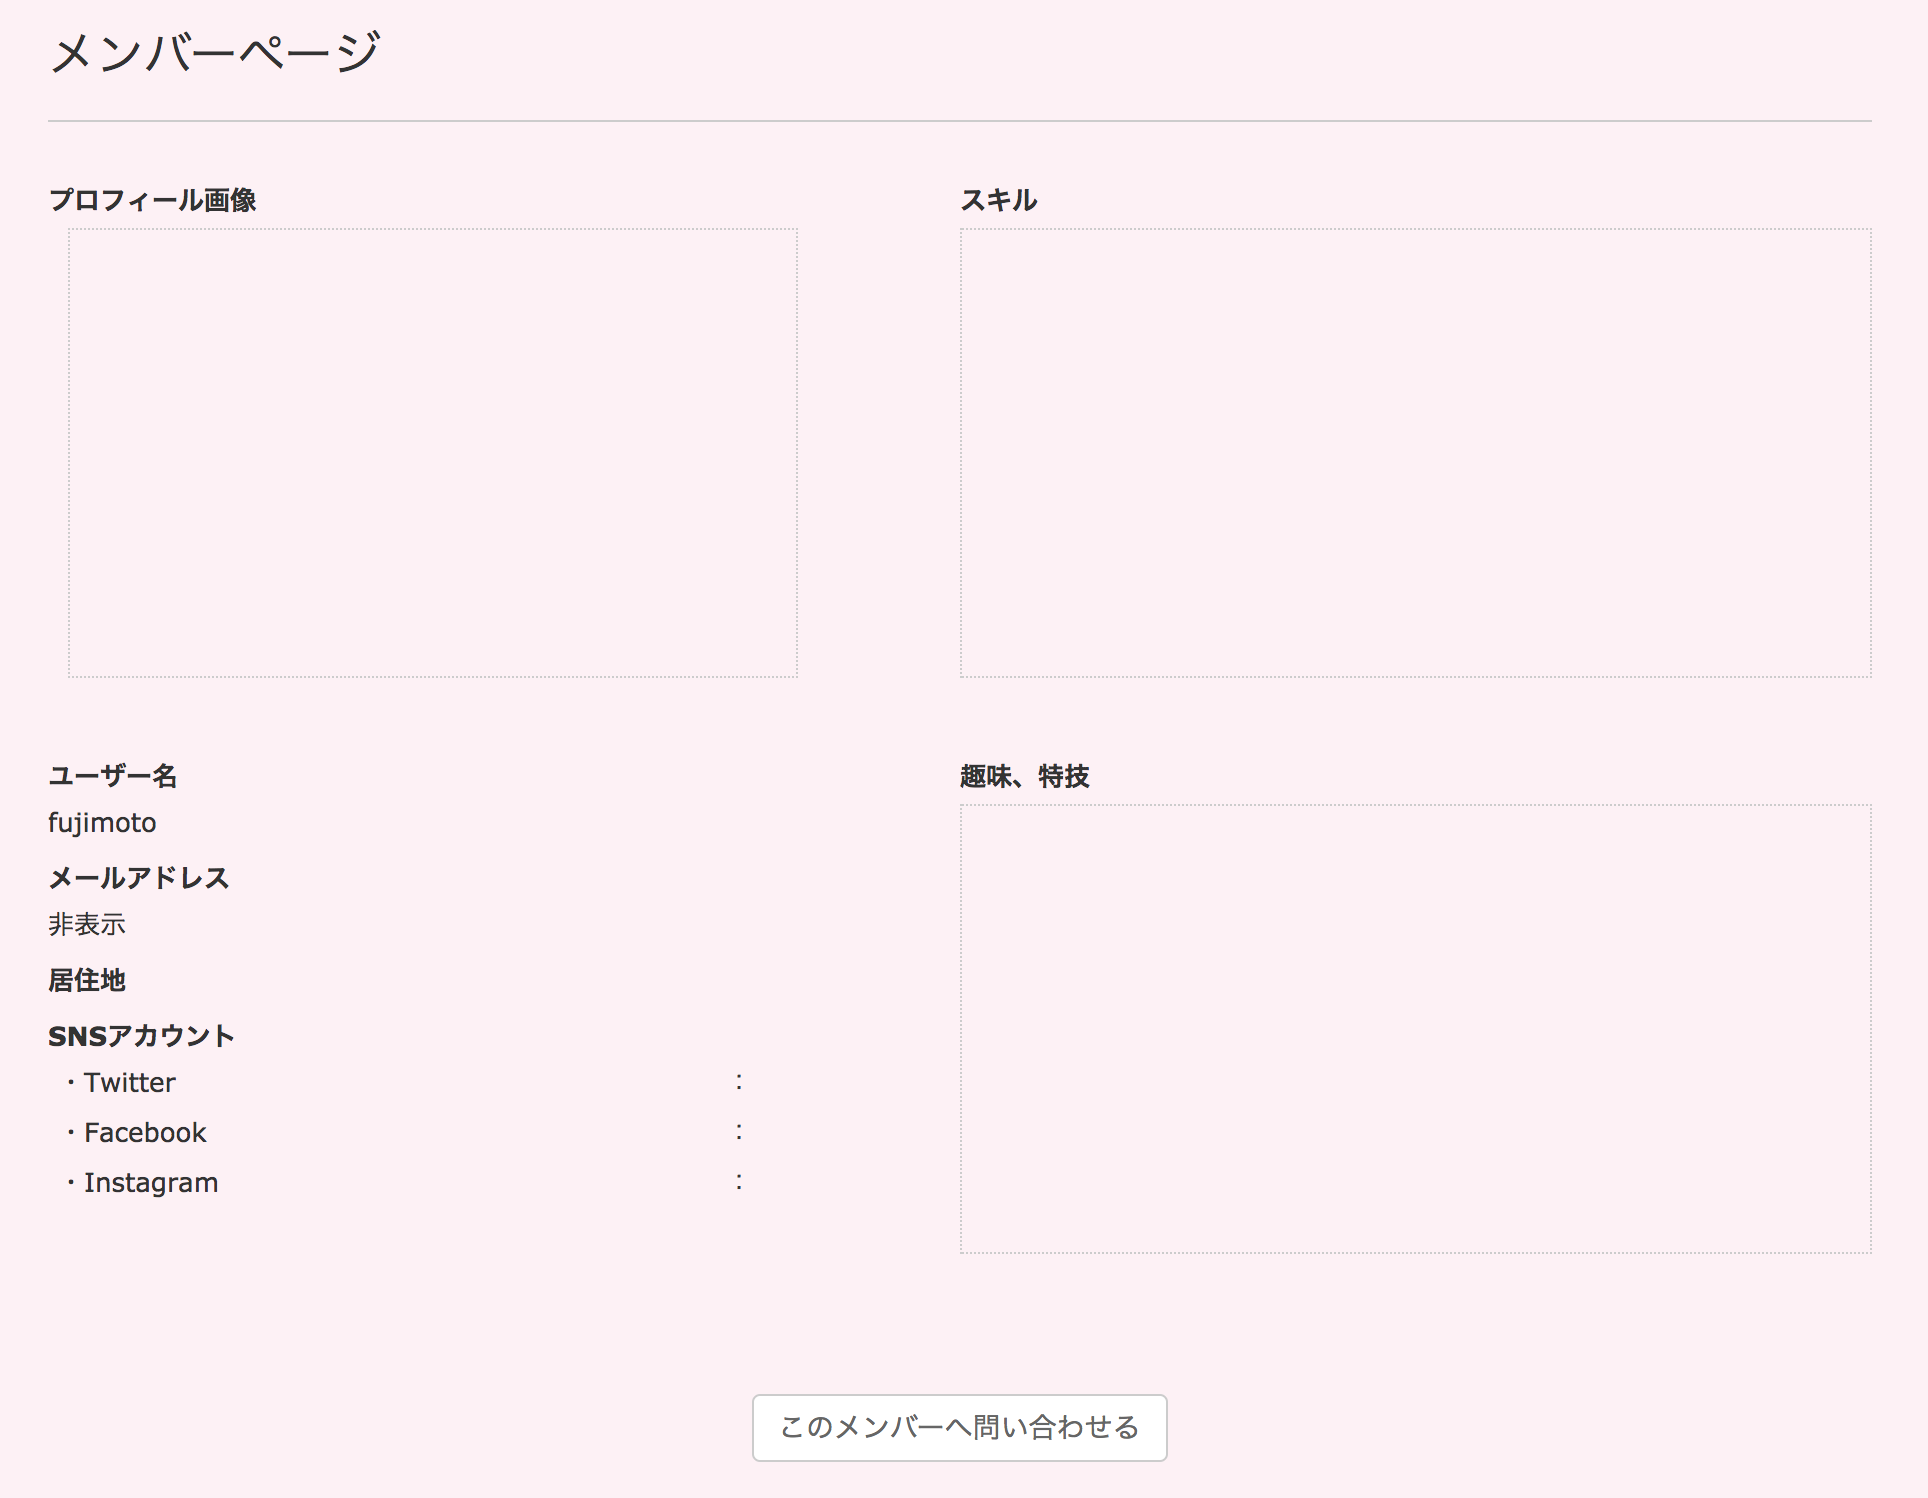 メンバーページ
プロフィール画像
スキル
ユーザー名
fujimoto
メールアドレス
非表示
居住地
SNSアカウント
・Twitter :
・Facebook :
・Instagram :
趣味、特技
このメンバーへ問い合わせる